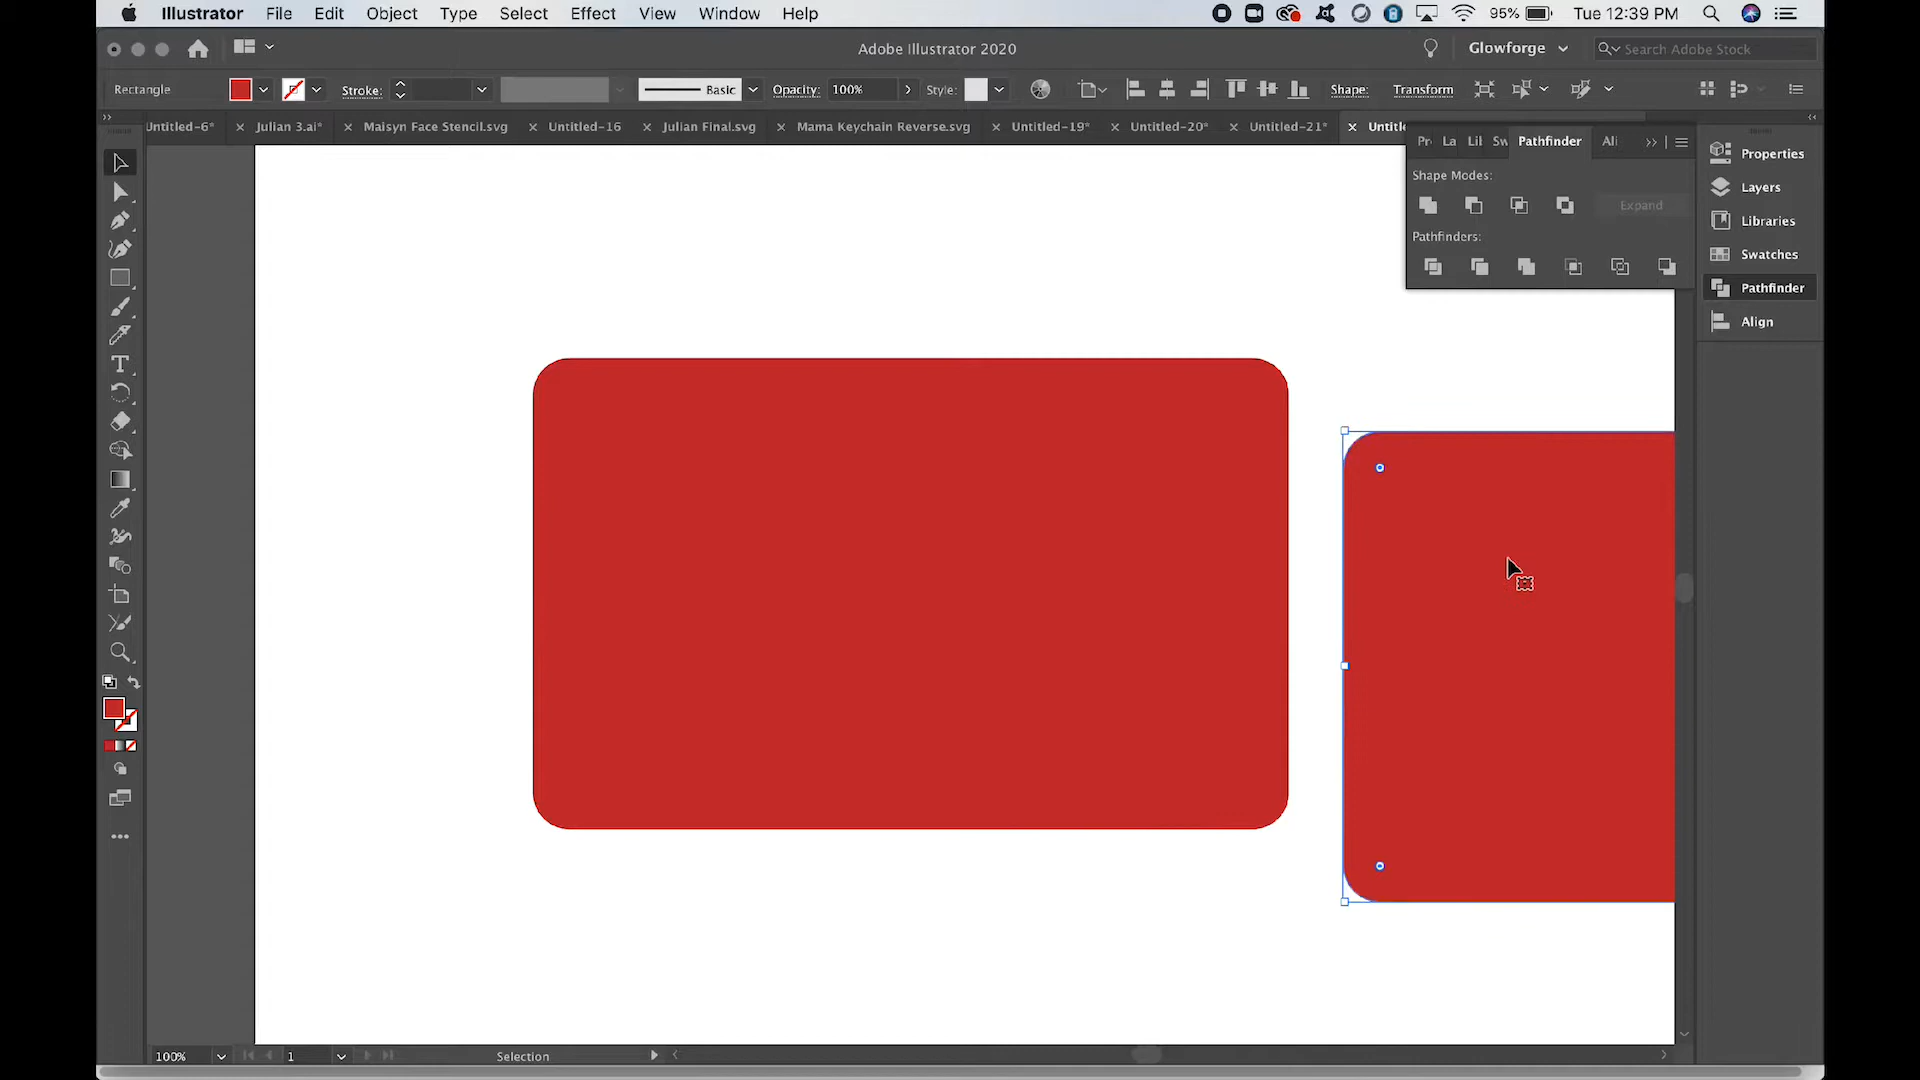 Illustrator File Edit Object Type Select Effect View Window Help 95% Tue 12:39 PM
Adobe Illustrator 2020 Glowforge Search Adobe Stock
Rectangle Stroke: Basic Opacity: 100% Style: Shape: Transform
Untitled-6* Julian 3.ai* Maisyn Face Stencil.svg Untitled-16 Julian Final.svg Mama Keychain Reverse.svg Untitled-19* Untitled-20* Untitled-21* Untitl
Pr La Lil Sw Pathfinder Ali
Shape Modes:
Expand
Pathfinders:
Properties
Layers
Libraries
Swatches
Pathfinder
Align
100% 1 Selection